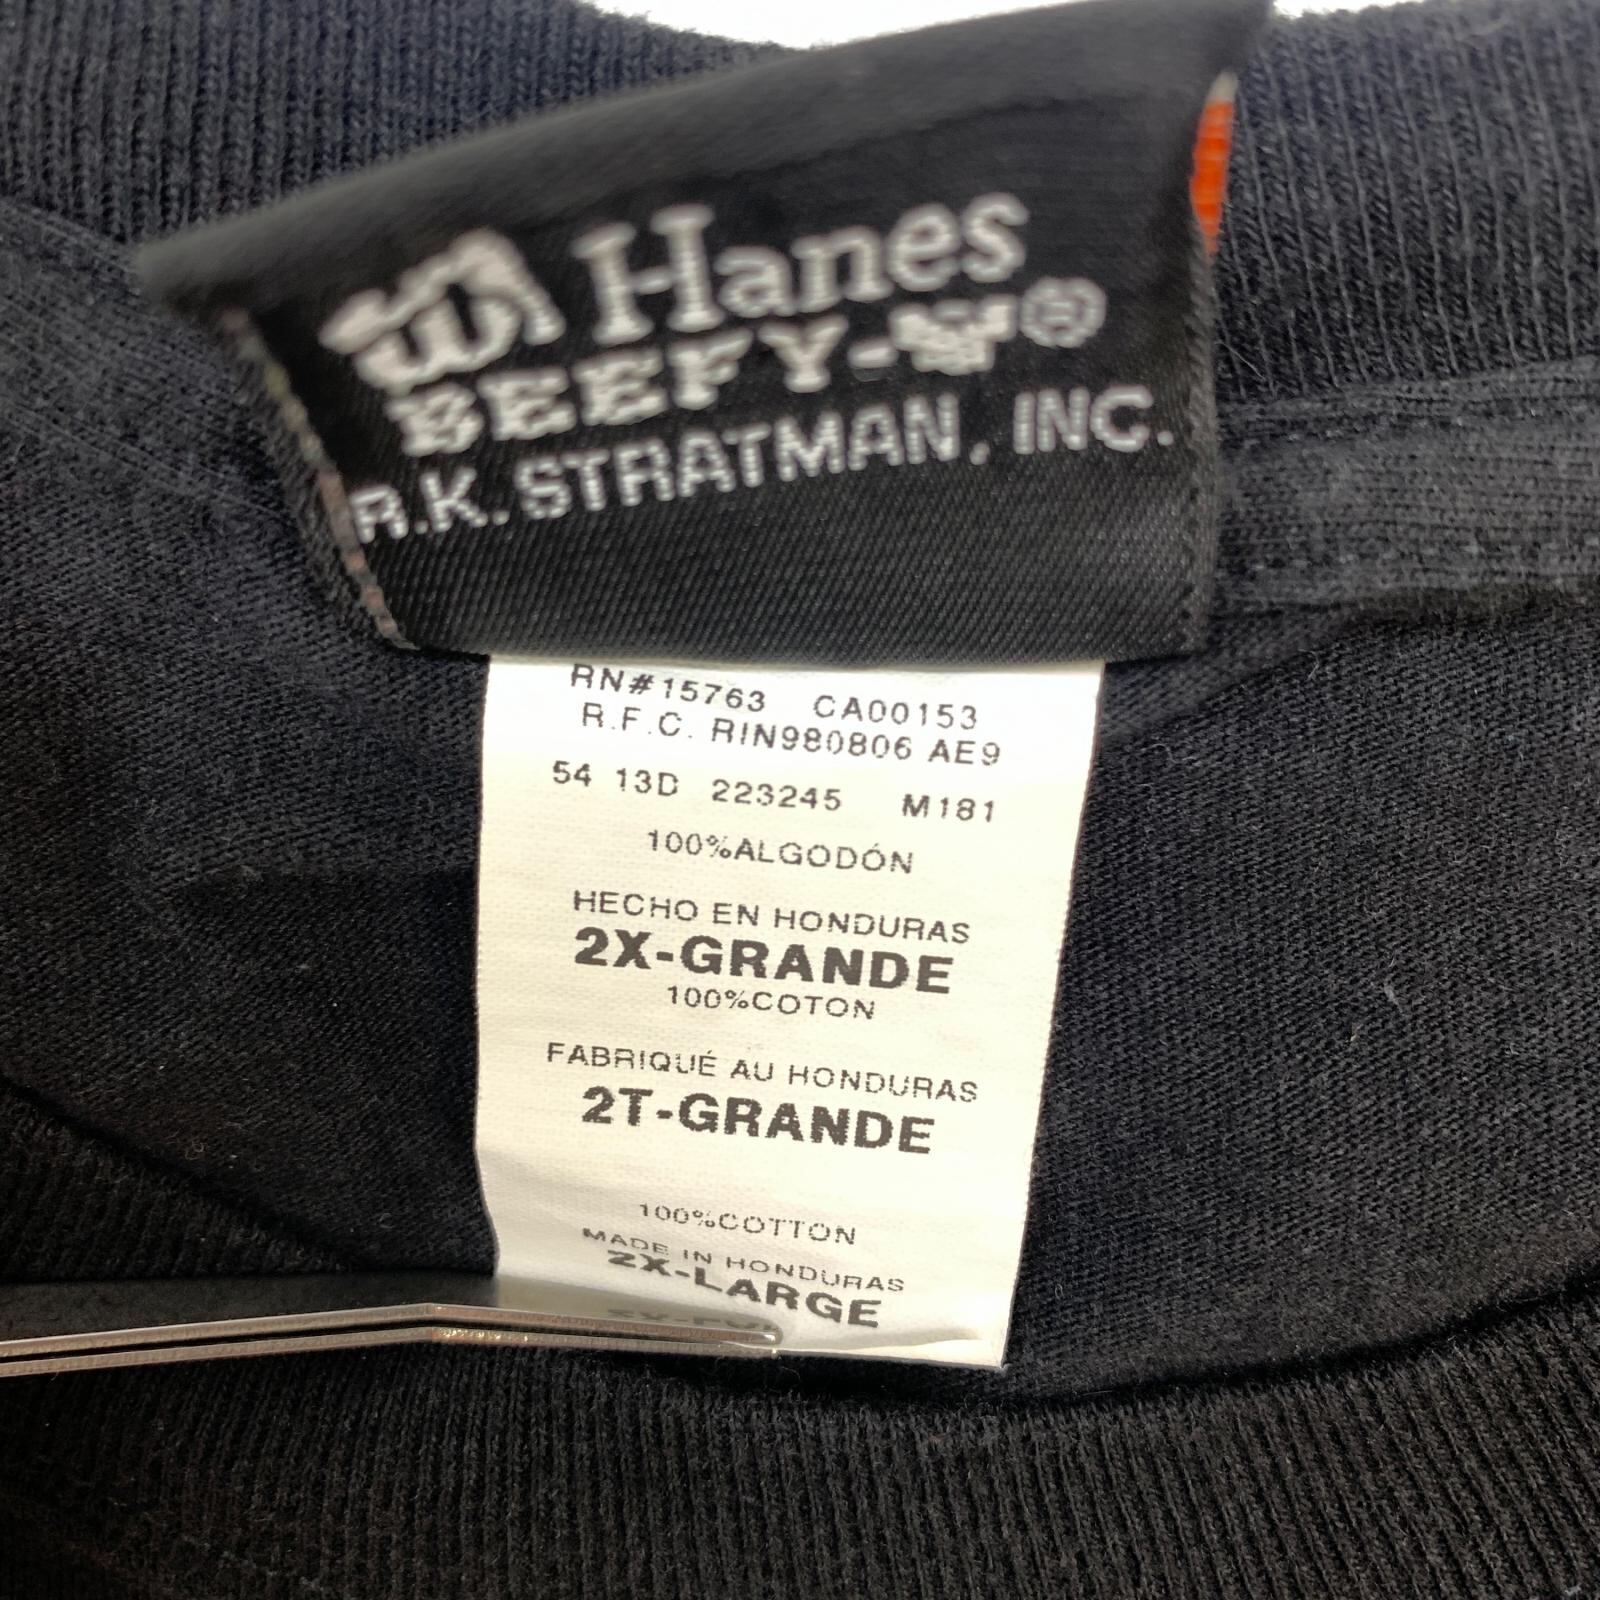 Hanes
BEEFY-T®
R.K. STRATMAN, INC.
RN#15763 CA00153
R.F.C. RIN980806 AE9
54 13D 223245 M181
100%ALGODÓN
HECHO EN HONDURAS
2X-GRANDE
100%COTON
FABRIQUÉ AU HONDURAS
2T-GRANDE
100%COTTON
MADE IN HONDURAS
2X-LARGE